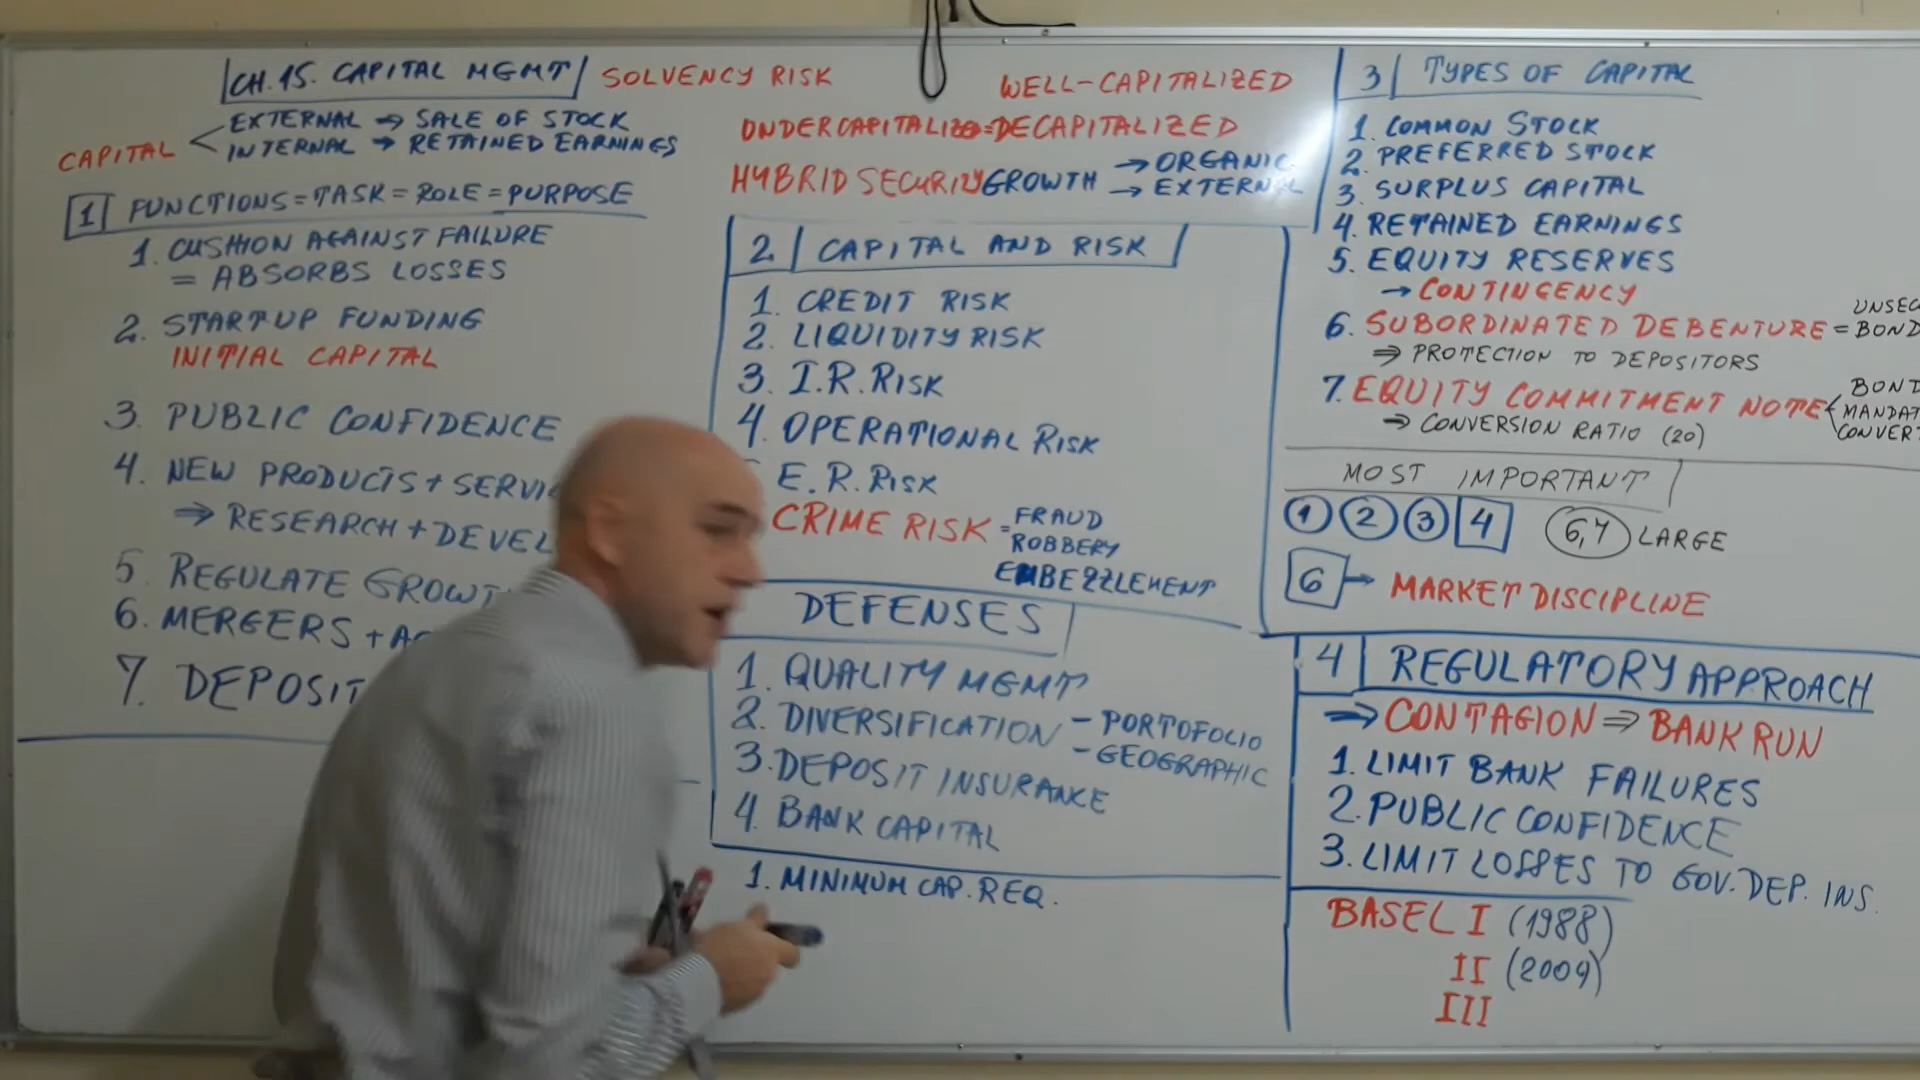 CH.15. CAPITAL MGMT SOLVENCY RISK
CAPITAL
EXTERNAL → SALE OF STOCK
INTERNAL → RETAINED EARNINGS
1 FUNCTIONS = TASK = ROLE = PURPOSE
1. CUSHION AGAINST FAILURE
= ABSORBS LOSSES
2. STARTUP FUNDING
INITIAL CAPITAL
3. PUBLIC CONFIDENCE
4. NEW PRODUCTS + SERVI
⇒ RESEARCH + DEVEL
5. REGULATE GROWT
6. MERGERS + A
7. DEPOSIT
WELL-CAPITALIZED
UNDERCAPITALIZED = DECAPITALIZED
HYBRID SECURITY GROWTH → ORGANIC
→ EXTERNAL
2 CAPITAL AND RISK
1. CREDIT RISK
2. LIQUIDITY RISK
3. I.R. RISK
4. OPERATIONAL RISK
E.R. RISK
CRIME RISK = FRAUD
ROBBERY
EMBEZZLEMENT
DEFENSES
1. QUALITY MGMT
2. DIVERSIFICATION - PORTOFOLIO
- GEOGRAPHIC
3. DEPOSIT INSURANCE
4. BANK CAPITAL
1. MINIMUM CAP. REQ.
3 TYPES OF CAPITAL
1. COMMON STOCK
2. PREFERRED STOCK
3. SURPLUS CAPITAL
4. RETAINED EARNINGS
5. EQUITY RESERVES
→ CONTINGENCY
6. SUBORDINATED DEBENTURE = UNSEC
BOND
⇒ PROTECTION TO DEPOSITORS
7. EQUITY COMMITMENT NOTE BOND
MANDAT
CONVERT
⇒ CONVERSION RATIO (20)
MOST IMPORTANT
1 2 3 4 6,7 LARGE
6 → MARKET DISCIPLINE
4 REGULATORY APPROACH
→ CONTAGION ⇒ BANK RUN
1. LIMIT BANK FAILURES
2. PUBLIC CONFIDENCE
3. LIMIT LOSSES TO GOV. DEP. INS.
BASEL I (1988)
II (2009)
III